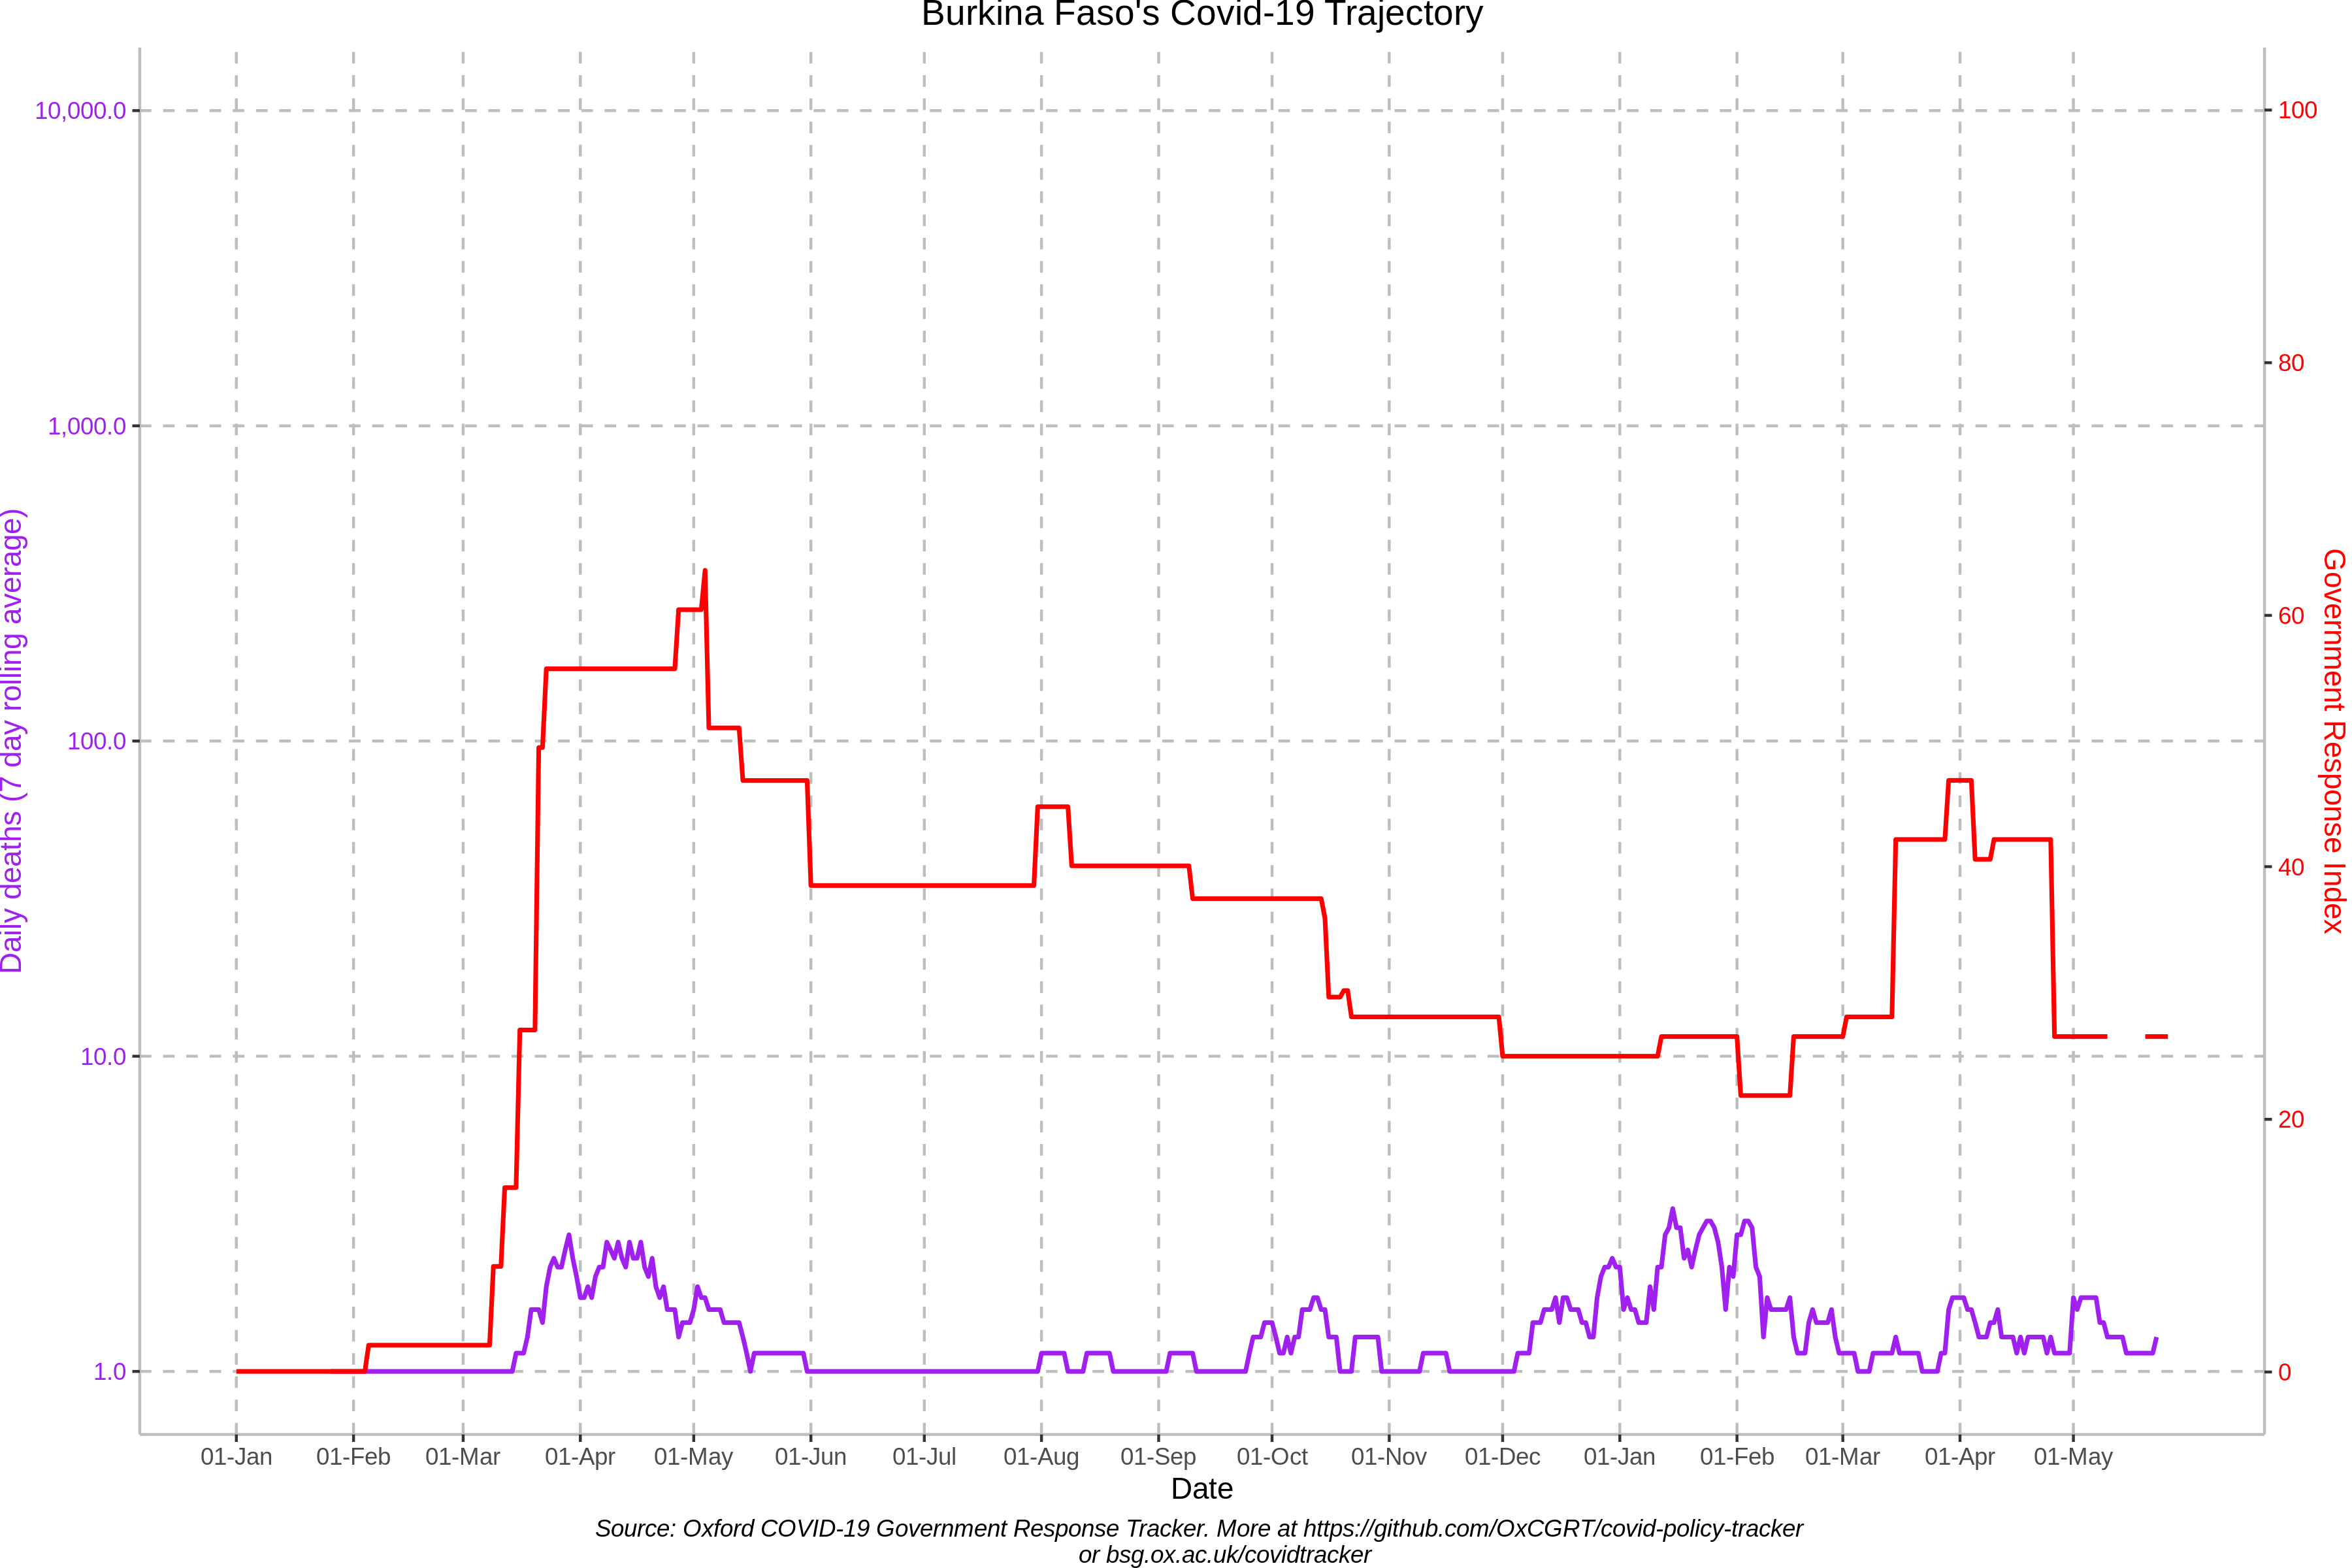 Burkina Faso's Covid-19 Trajectory
10,000.0
1,000.0
100.0
10.0
1.0
Daily deaths (7 day rolling average)
100
80
60
40
20
0
Government Response Index
01-Jan
01-Feb
01-Mar
01-Apr
01-May
01-Jun
01-Jul
01-Aug
01-Sep
01-Oct
01-Nov
01-Dec
01-Jan
01-Feb
01-Mar
01-Apr
01-May
Date
Source: Oxford COVID-19 Government Response Tracker. More at https://github.com/OxCGRT/covid-policy-tracker
or bsg.ox.ac.uk/covidtracker